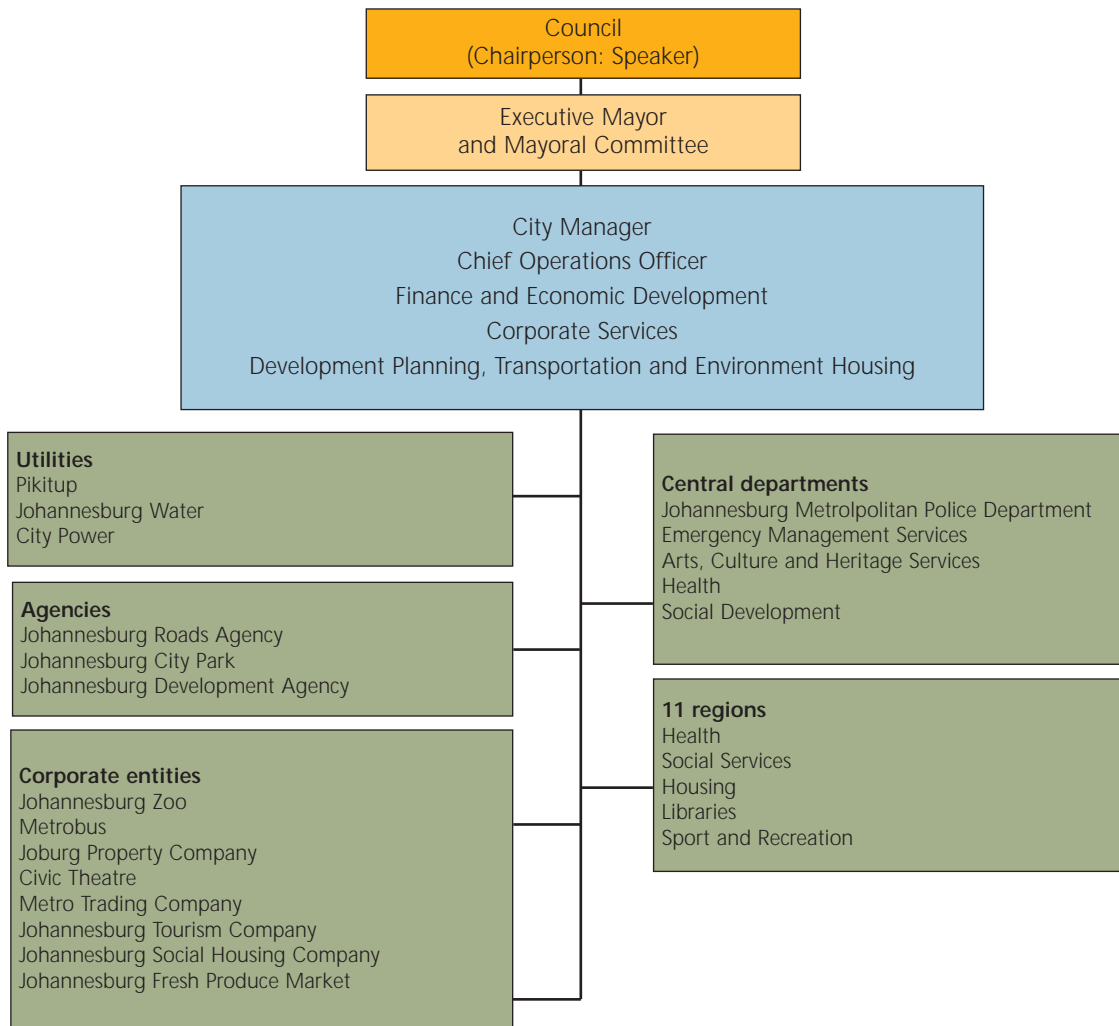 Council
(Chairperson: Speaker)
Executive Mayor
and Mayoral Committee
City Manager
Chief Operations Officer
Finance and Economic Development
Corporate Services
Development Planning, Transportation and Environment Housing
Utilities
Pikitup
Johannesburg Water
City Power
Agencies
Johannesburg Roads Agency
Johannesburg City Park
Johannesburg Development Agency
Corporate entities
Johannesburg Zoo
Metrobus
Joburg Property Company
Civic Theatre
Metro Trading Company
Johannesburg Tourism Company
Johannesburg Social Housing Company
Johannesburg Fresh Produce Market
Central departments
Johannesburg Metrolpolitan Police Department
Emergency Management Services
Arts, Culture and Heritage Services
Health
Social Development
11 regions
Health
Social Services
Housing
Libraries
Sport and Recreation